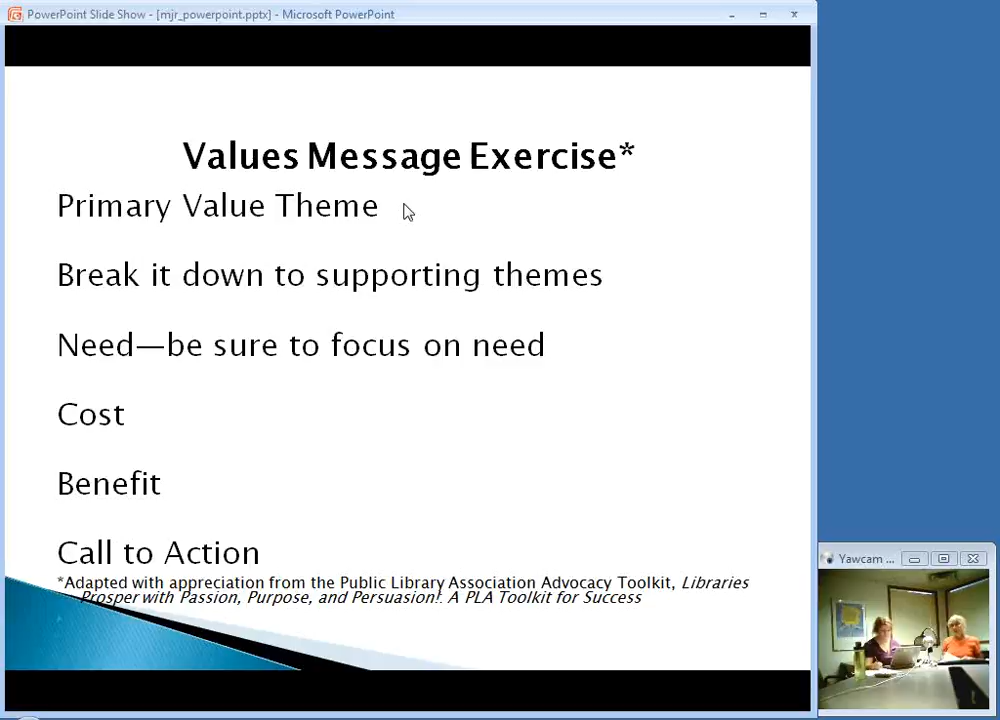 PowerPoint Slide Show - [mjr_powerpoint.pptx] - Microsoft PowerPoint
Values Message Exercise*
Primary Value Theme
Break it down to supporting themes
Need—be sure to focus on need
Cost
Benefit
Call to Action
*Adapted with appreciation from the Public Library Association Advocacy Toolkit, Libraries
Prosper with Passion, Purpose, and Persuasion!. A PLA Toolkit for Success
Yawcam ...